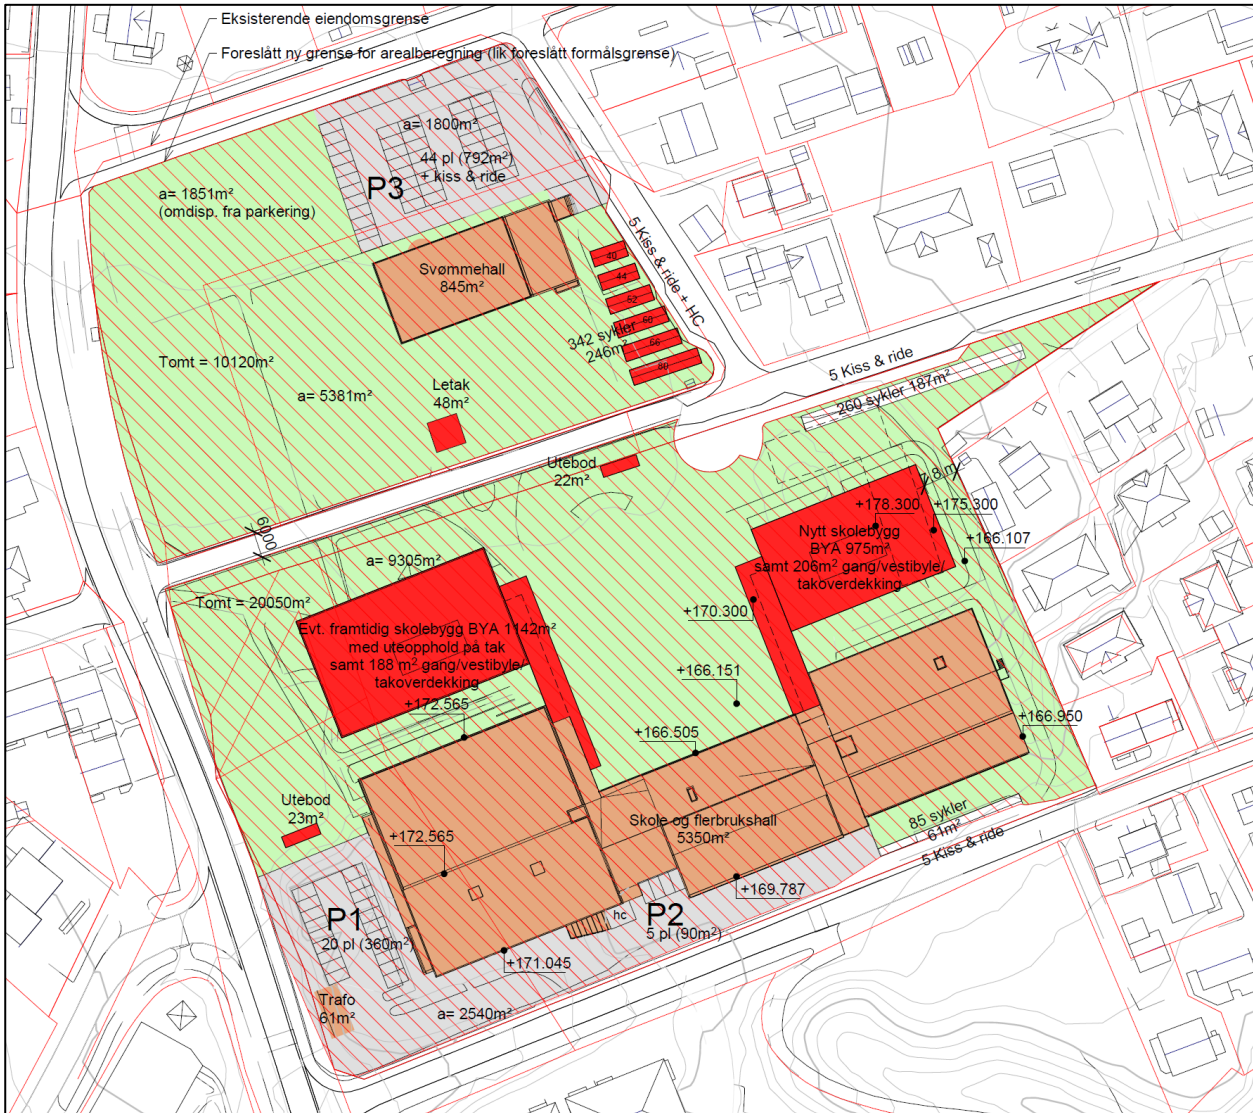 Eksisterende eiendomsgrense
Foreslått ny grense for arealberegning (lik foreslått formålsgrense)
a= 1800m²
44 pl (792m²)
+ kiss & ride
P3
a= 1851m²
(omdisp. fra parkering)
Svømmehall
845m²
5 Kiss & ride + HC
40
44
52
60
66
80
342 sykler
246m²
Tomt = 10120m²
a= 5381m²
Letak
48m²
5 Kiss & ride
260 sykler 187m²
Utebod
22m²
7,8 m
6000
+178.300
+175.300
Nytt skolebygg
BYA 975m²
samt 206m² gang/vestibyle/
takoverdekking
+166.107
a= 9305m²
Tomt = 20050m²
+170.300
Evt. framtidig skolebygg BYA 1142m²
med uteopphold på tak
samt 188 m² gang/vestibyle/
takoverdekking
+172.565
+166.151
+166.505
+166.950
Utebod
23m²
+172.565
Skole og flerbrukshall
5350m²
85 sykler
61m²
5 Kiss & ride
+169.787
P1
20 pl (360m²)
hc
P2
5 pl (90m²)
+171.045
Trafo
61m²
a= 2540m²